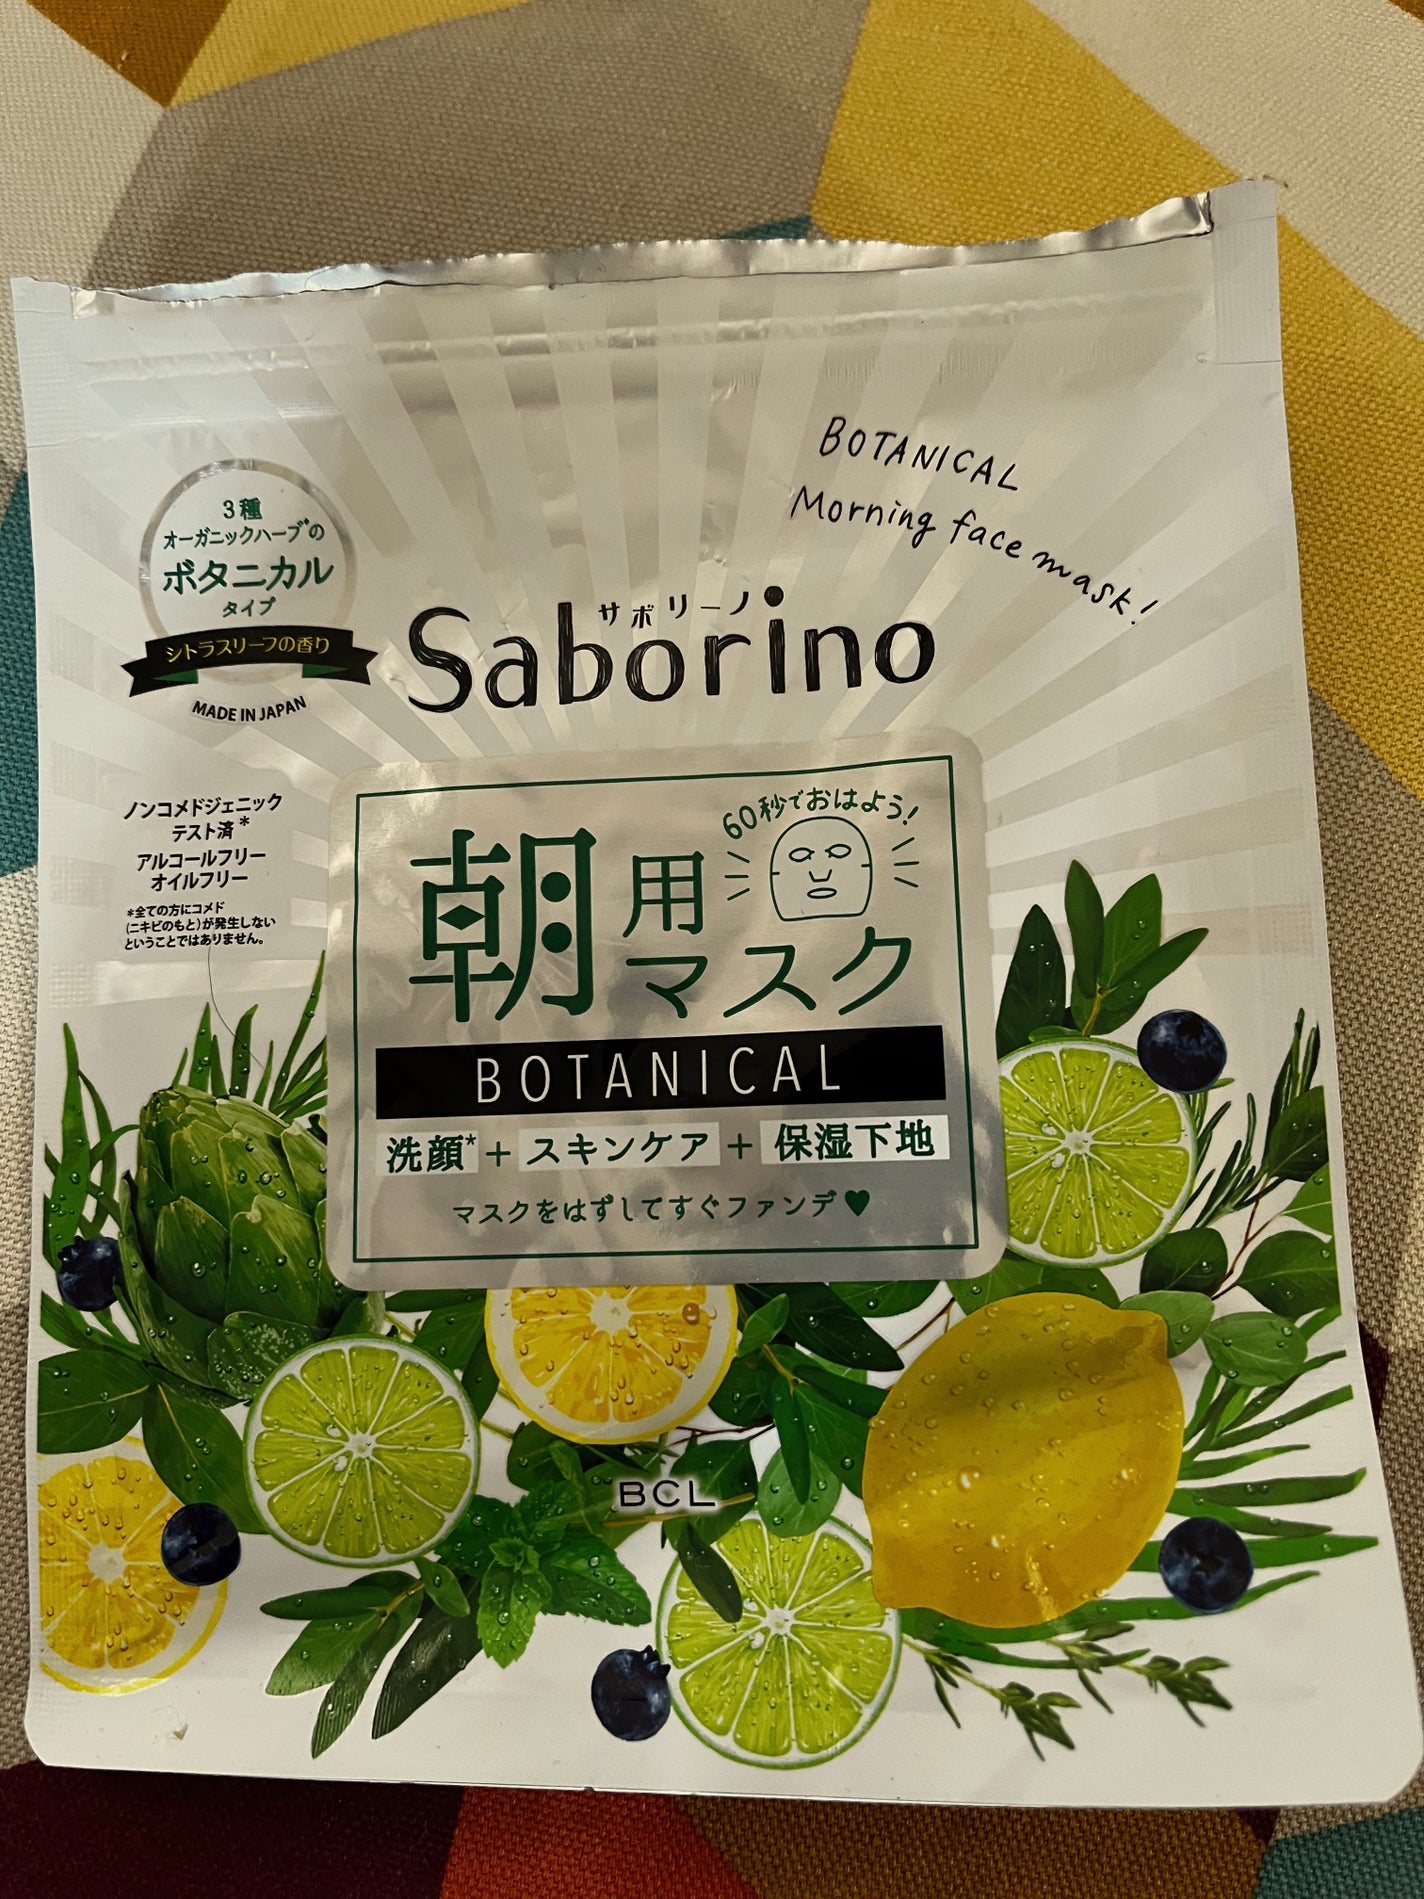 BOTANICAL
Morning face mask!
3種
オーガニックハーブ*の
ボタニカル
タイプ
シトラスリーフの香り
MADE IN JAPAN
サボリーノ
Saborino
ノンコメドジェニック
テスト済*
アルコールフリー
オイルフリー
*全ての方にコメド
(ニキビのもと)が発生しない
ということではありません。
60秒でおはよう!
朝用
マスク
BOTANICAL
洗顔*+スキンケア+保湿下地
マスクをはずしてすぐファンデ♥
BCL